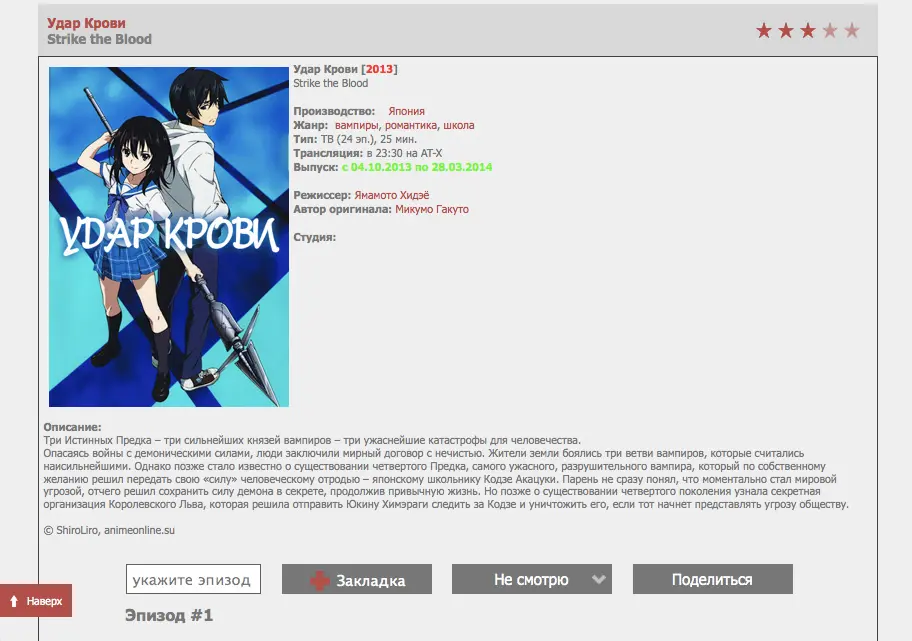 Удар Крови
Strike the Blood
УДАР КРОВИ
Удар Крови [2013]
Strike the Blood
Производство: Япония
Жанр: вампиры, романтика, школа
Тип: ТВ (24 эп.), 25 мин.
Трансляция: в 23:30 на AT-X
Выпуск: с 04.10.2013 по 28.03.2014
Режиссер: Ямамото Хидэё
Автор оригинала: Микумо Гакуто
Студия:
Описание:
Три Истинных Предка – три сильнейших князей вампиров – три ужаснейшие катастрофы для человечества.
Опасаясь войны с демоническими силами, люди заключили мирный договор с нечистью. Жители земли боялись три ветви вампиров, которые считались
наисильнейшими. Однако позже стало известно о существовании четвертого Предка, самого ужасного, разрушительного вампира, который по собственному
желанию решил передать свою «силу» человеческому отродью – японскому школьнику Кодзе Акацуки. Парень не сразу понял, что моментально стал мировой
угрозой, отчего решил сохранить силу демона в секрете, продолжив привычную жизнь. Но позже о существовании четвертого поколения узнала секретная
организация Королевского Льва, которая решила отправить Юкину Химэраги следить за Кодзе и уничтожить его, если тот начнет представлять угрозу обществу.
© ShiroLiro, animeonline.su
укажите эпизод
Закладка
Не смотрю
Поделиться
Наверх
Эпизод #1